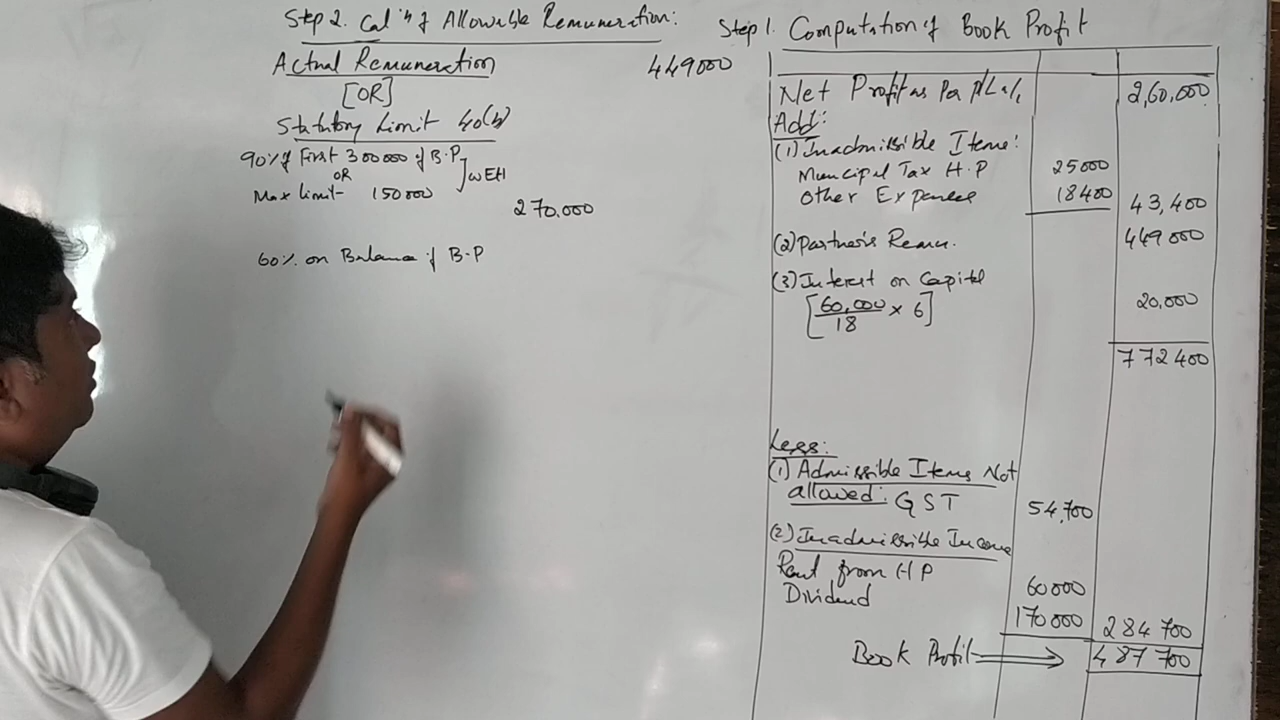 Step 2. Calⁿ of Allowable Remuneration:
Actual Remuneration 449000
[OR]
Statutory Limit 40(b)
90% of First 300000 of B.P
OR
Max Limit- 150000
] w EH
270.000
60% on Balance of B.P
Step 1. Computation of Book Profit
Net Profit as Per P/L a/c 2,60,000
Add:
(1) Inadmissible Items:
Municipal Tax H.P 25000
Other Expenses 18400 43,400
(2) Partner's Remu. 449000
(3) Interest on Capital
[60,000/18 × 6] 20,000
772400
Less:
(1) Admissible Items Not
allowed: GST 54,700
(2) Inadmissible Income
Rent from HP 60000
Dividend 170000 284700
Book Profit 487700